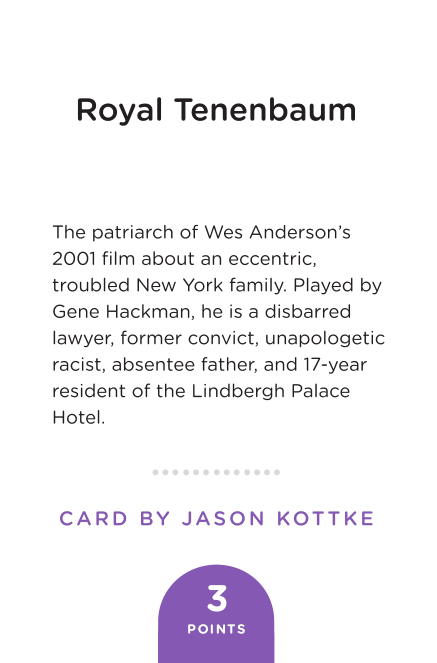 Royal Tenenbaum
The patriarch of Wes Anderson’s
2001 film about an eccentric,
troubled New York family. Played by
Gene Hackman, he is a disbarred
lawyer, former convict, unapologetic
racist, absentee father, and 17-year
resident of the Lindbergh Palace
Hotel.
CARD BY JASON KOTTKE
3
POINTS